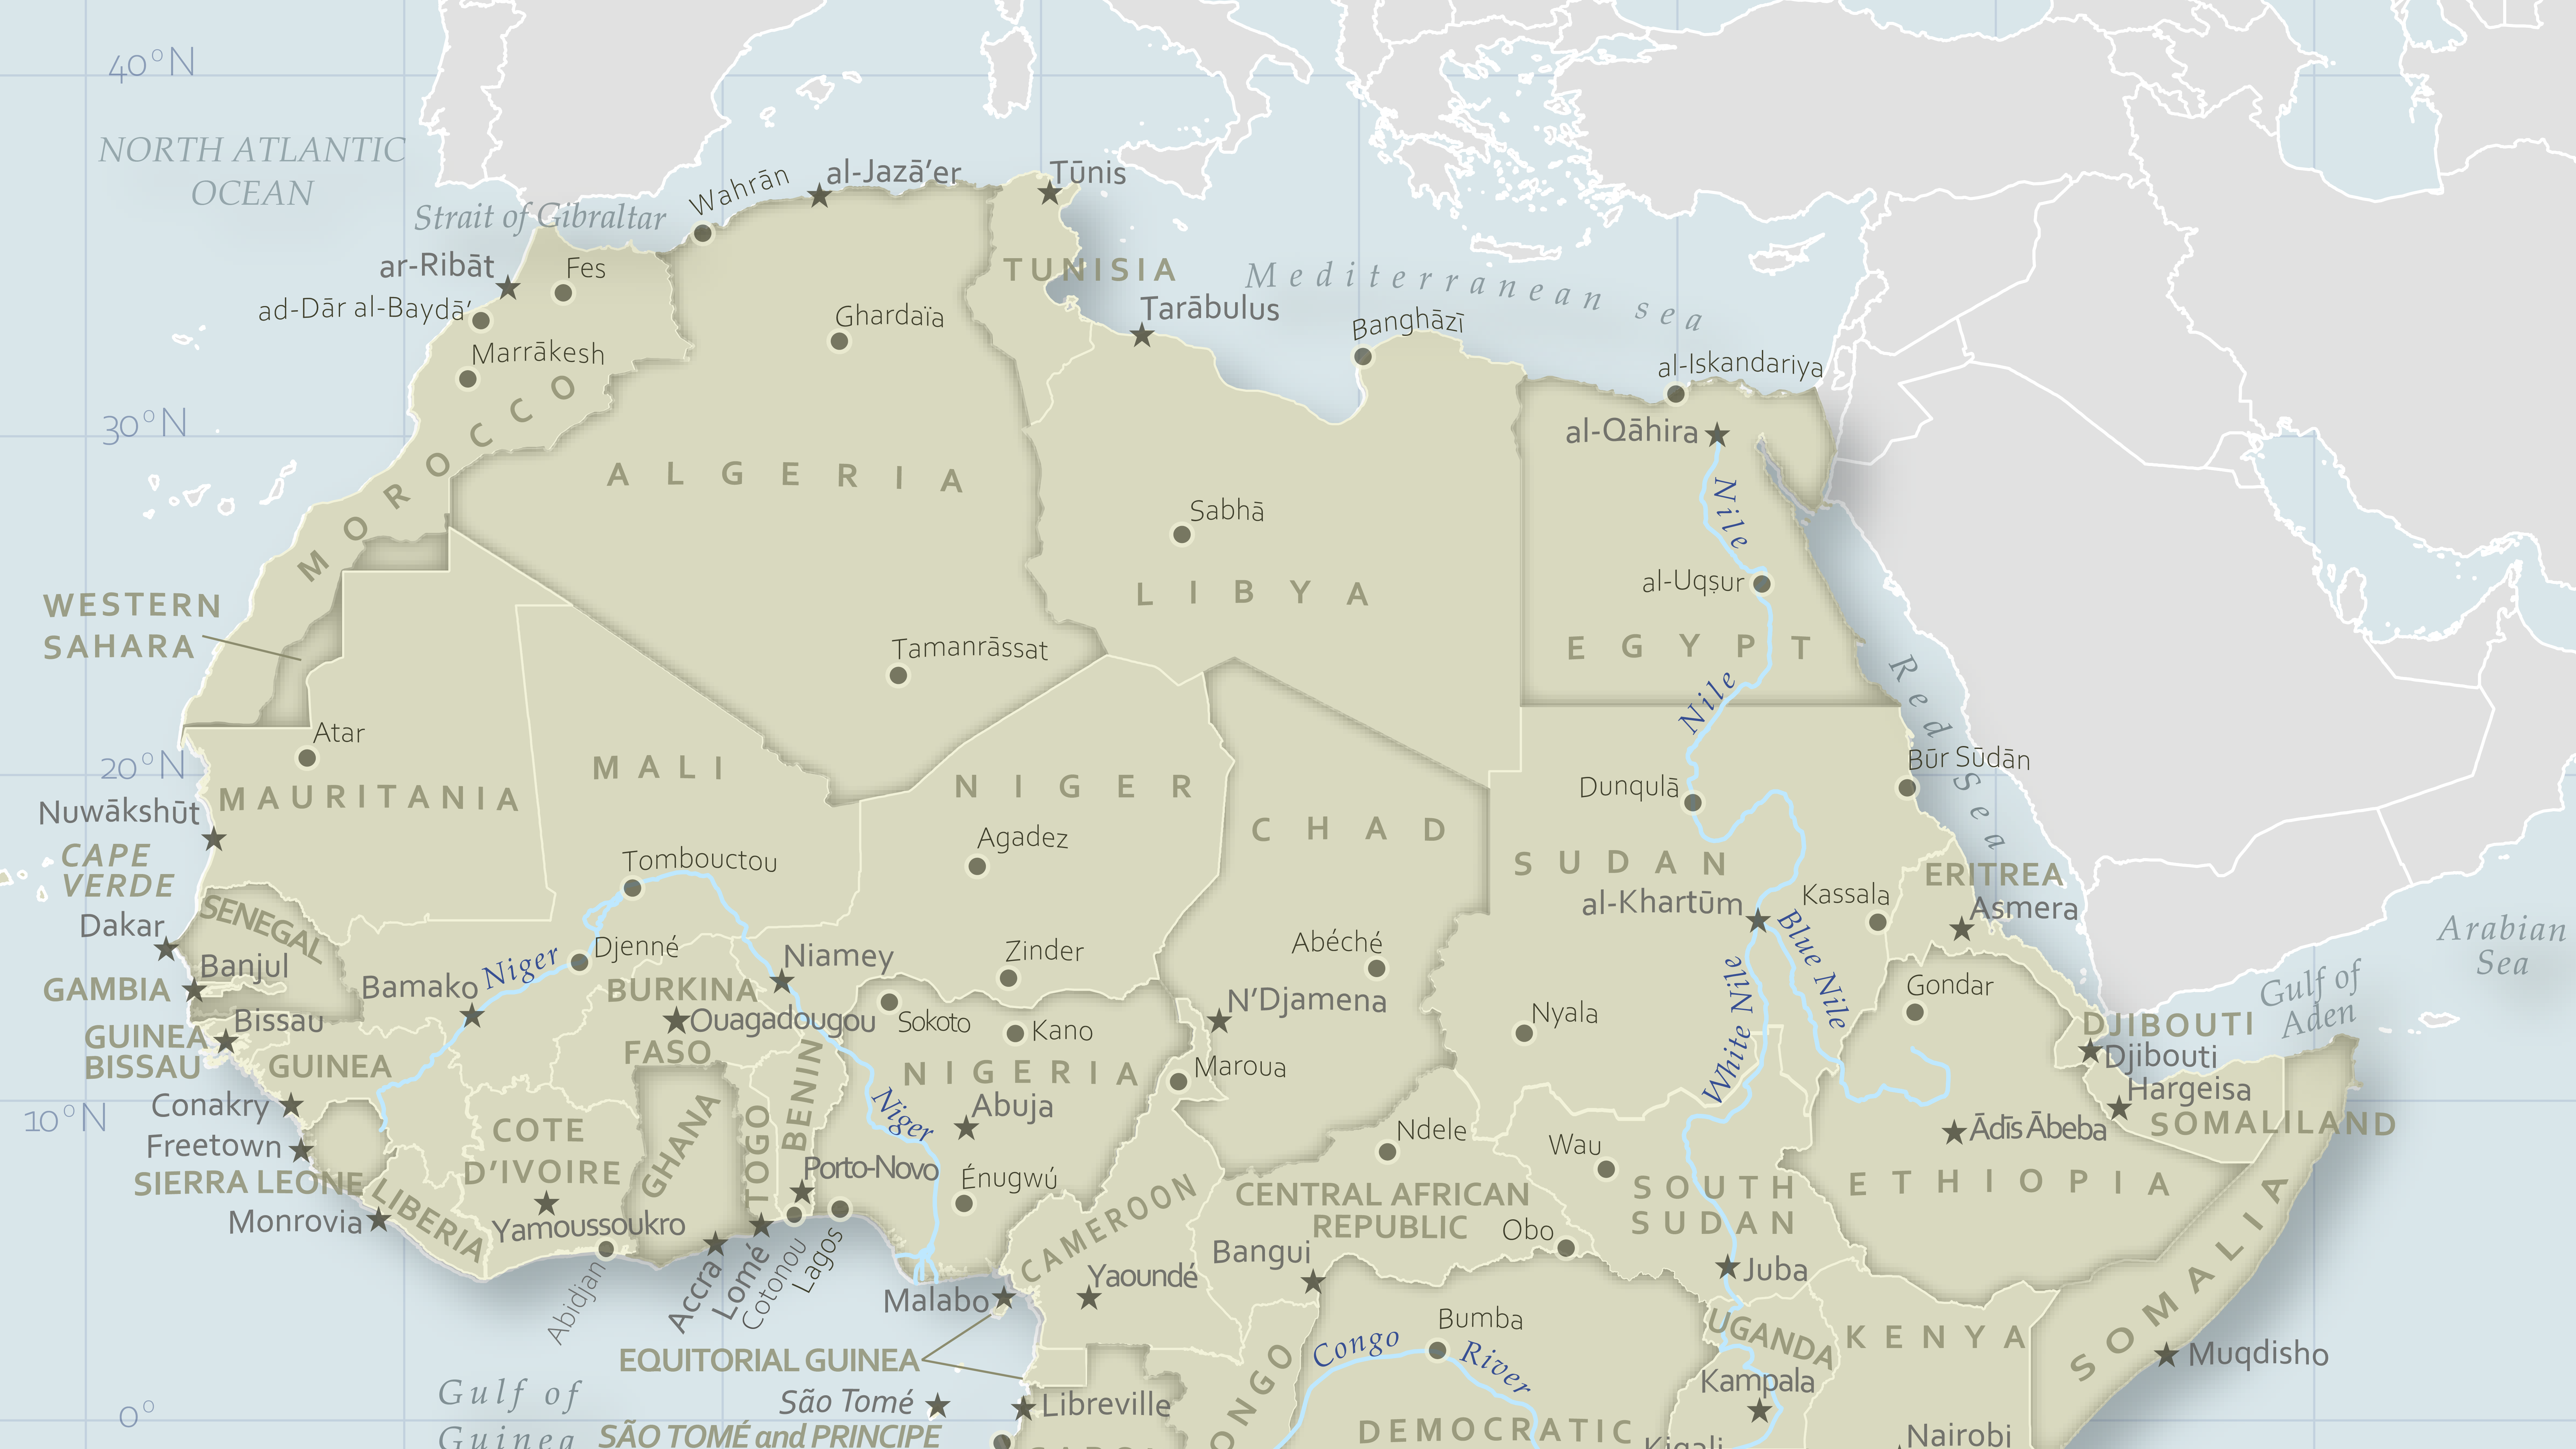 40°N
NORTH ATLANTIC
OCEAN
Strait of Gibraltar
Wahrān
al-Jazā'er
Tūnis
ar-Ribāt
Fes
ad-Dār al-Baydā'
Marrākesh
Ghardaïa
TUNISIA
Tarābulus
Mediterranean sea
Banghāzī
al-Iskandariya
al-Qāhira
30°N
MOROCCO
ALGERIA
Sabhā
LIBYA
Nile
al-Uqṣur
EGYPT
Nile
Red Sea
WESTERN
SAHARA
Tamanrāssat
Atar
20°N
MAURITANIA
MALI
NIGER
CHAD
Dunqulā
Būr Sūdān
Nuwākshūt
CAPE
VERDE
Tombouctou
Agadez
SUDAN
al-Khartūm
Kassala
ERITREA
Asmera
Dakar
SENEGAL
Banjul
GAMBIA
Bamako
Niger
Djenné
Niamey
Zinder
Abéché
N'Djamena
White Nile
Blue Nile
Gondar
Arabian
Sea
Gulf of
Aden
BURKINA
FASO
Ouagadougou
Sokoto
Kano
Nyala
DJIBOUTI
Djibouti
Bissau
GUINEA
BISSAU
GUINEA
NIGERIA
Maroua
Hargeisa
SOMALILAND
10°N
Conakry
Freetown
SIERRA LEONE
Monrovia
LIBERIA
COTE
D'IVOIRE
Yamoussoukro
Abidjan
GHANA
Accra
TOGO
Lomé
BENIN
Porto-Novo
Cotonou
Lagos
Niger
Abuja
Énugwú
CAMEROON
Yaoundé
Ndele
CENTRAL AFRICAN
REPUBLIC
Bangui
Obo
Wau
SOUTH
SUDAN
Juba
Ādīs Ābeba
ETHIOPIA
SOMALIA
Muqdisho
Malabo
EQUITORIAL GUINEA
São Tomé
SÃO TOMÉ and PRINCIPE
Libreville
Congo River
Bumba
UGANDA
Kampala
KENYA
Nairobi
0°
Gulf of
Guinea
DEMOCRATIC